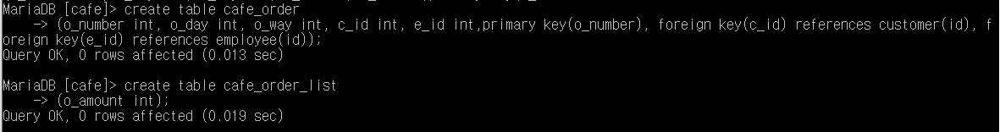 MariaDB [cafe]> create table cafe_order
    -> (o_number int, o_day int, o_way int, c_id int, e_id int,primary key(o_number), foreign key(c_id) references customer(id), f
oreign key(e_id) references employee(id));
Query OK, 0 rows affected (0.013 sec)

MariaDB [cafe]> create table cafe_order_list
    -> (o_amount int);
Query OK, 0 rows affected (0.019 sec)